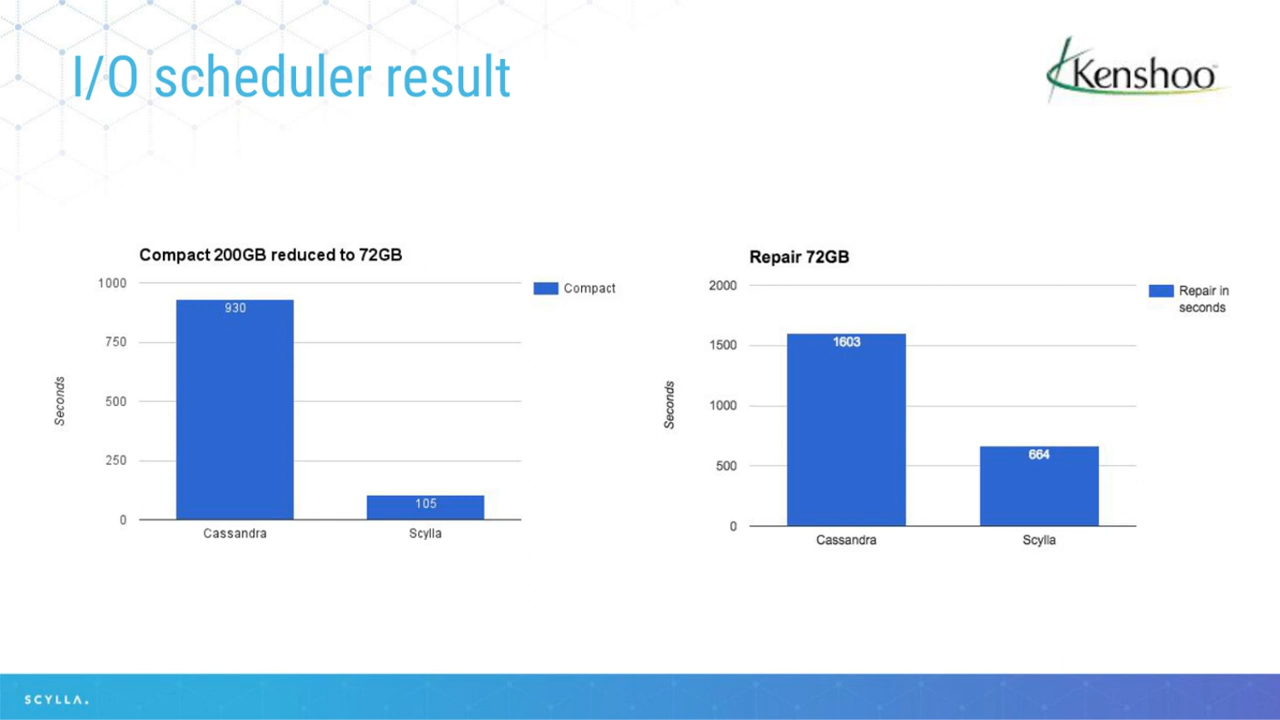 I/O scheduler result
Kenshoo
Compact 200GB reduced to 72GB
1000
750
500
250
0
Seconds
930
105
Cassandra
Scylla
Compact
Repair 72GB
2000
1500
1000
500
0
Seconds
1603
664
Cassandra
Scylla
Repair in
seconds
SCYLLA.